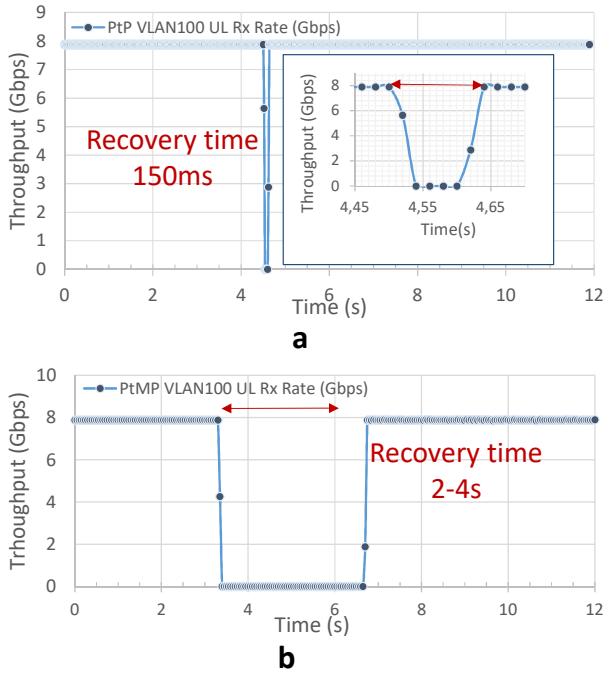 PtP VLAN100 UL Rx Rate (Gbps)
Throughput (Gbps)
9
8
7
6
5
4
3
2
1
0
Recovery time
150ms
Throughput (Gbps)
8
6
4
2
0
4,45
4,55
4,65
Time(s)
0
2
4
6
8
10
12
Time (s)
a
PtMP VLAN100 UL Rx Rate (Gbps)
Trhoughput (Gbps)
10
8
6
4
2
0
Recovery time
2-4s
0
2
4
6
8
10
12
Time (s)
b